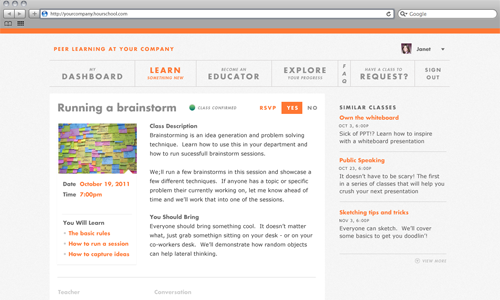 http://yourcompany.hourschool.com
Google
PEER LEARNING AT YOUR COMPANY
Janet
MY
DASHBOARD
LEARN
SOMETHING NEW
BECOME AN
EDUCATOR
EXPLORE
YOUR PROGRESS
FAQ
HAVE A CLASS TO
REQUEST?
SIGN
OUT
Running a brainstorm
CLASS CONFIRMED
RSVP YES NO
Class Description
Brainstorming is an idea generation and problem solving
technique. Learn how to use this in your department and
how to run sucessfull brainstorm sessions.
We;ll run a few brainstorms in this session and showcase a
few different techniques. If anyone has a topic or specific
problem their currently working on, let me know ahead of
time and we'll work that into one of the sessions.
You Should Bring
Everyone should bring something cool. It doesn't matter
what, just grab somethign sitting on your desk - or on your
co-workers desk. We'll demonstrate how random objects
can help lateral thinking.
Date October 19, 2011
Time 7:00pm
You Will Learn
• The basic rules
• How to run a session
• How to capture ideas
Teacher
Conversation
SIMILAR CLASSES
Own the whiteboard
OCT 2, 6:00P
Sick of PPT!? Learn how to inspire
with a whiteboard presentation
Public Speaking
OCT 23, 6:00P
It doesn't have to be scary! The first
in a series of classes that will help you
crush your next presentation
Sketching tips and tricks
NOV 3, 6:00P
Everyone can sketch. We'll cover
some basics to get you doodlin'!
VIEW MORE